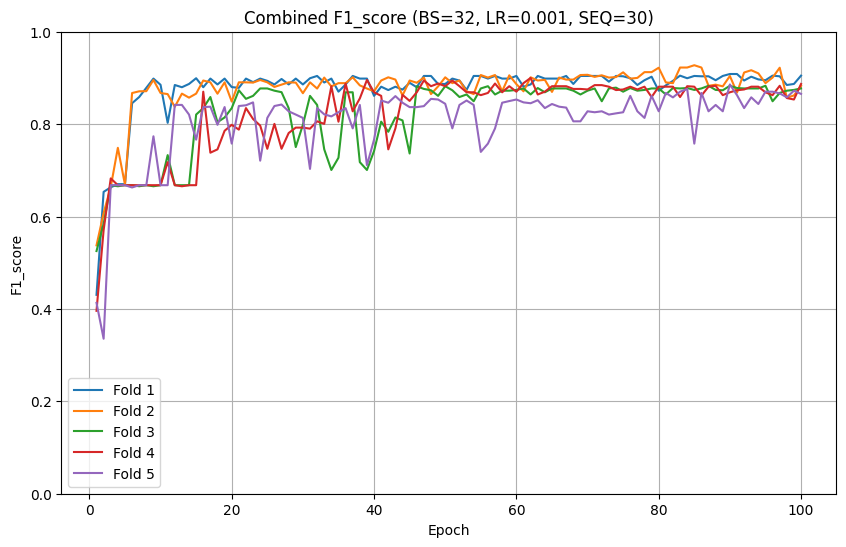 Combined F1_score (BS=32, LR=0.001, SEQ=30)
1.0
0.8
0.6
0.4
0.2
0.0
F1_score
Fold 1
Fold 2
Fold 3
Fold 4
Fold 5
0 20 40 60 80 100
Epoch